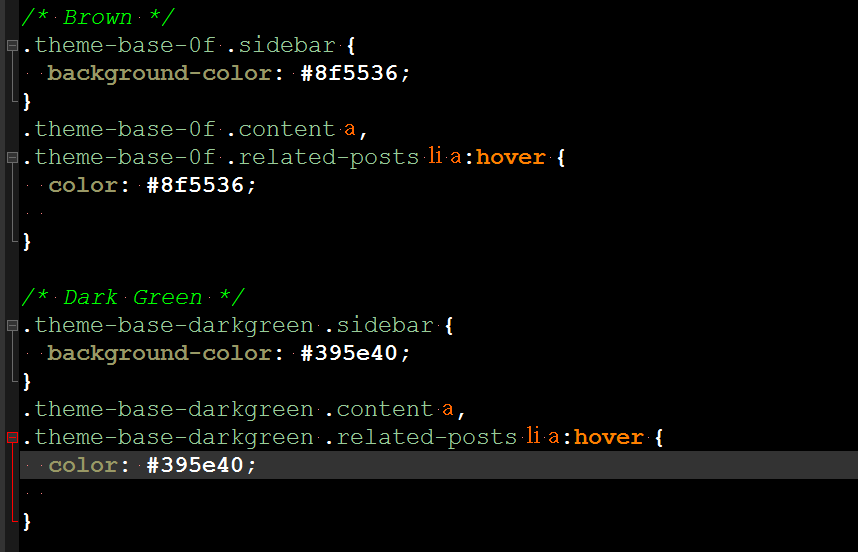 /* Brown */
.theme-base-0f .sidebar {
background-color: #8f5536;
}
.theme-base-0f .content a,
.theme-base-0f .related-posts li a:hover {
color: #8f5536;
}
/* Dark Green */
.theme-base-darkgreen .sidebar {
background-color: #395e40;
}
.theme-base-darkgreen .content a,
.theme-base-darkgreen .related-posts li a:hover {
color: #395e40;
}